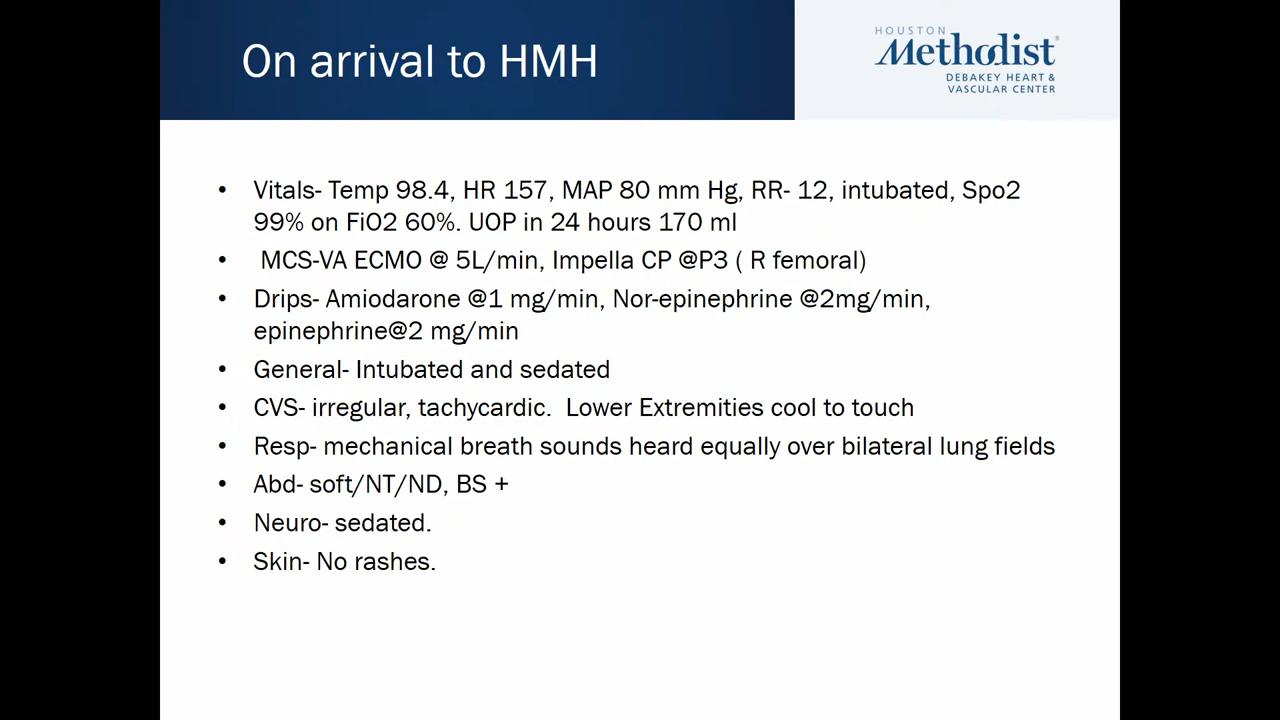 On arrival to HMH
HOUSTON
Methodist®
DEBAKEY HEART &
VASCULAR CENTER
• Vitals- Temp 98.4, HR 157, MAP 80 mm Hg, RR- 12, intubated, Spo2
99% on FiO2 60%. UOP in 24 hours 170 ml
• MCS-VA ECMO @ 5L/min, Impella CP @P3 ( R femoral)
• Drips- Amiodarone @1 mg/min, Nor-epinephrine @2mg/min,
epinephrine@2 mg/min
• General- Intubated and sedated
• CVS- irregular, tachycardic. Lower Extremities cool to touch
• Resp- mechanical breath sounds heard equally over bilateral lung fields
• Abd- soft/NT/ND, BS +
• Neuro- sedated.
• Skin- No rashes.